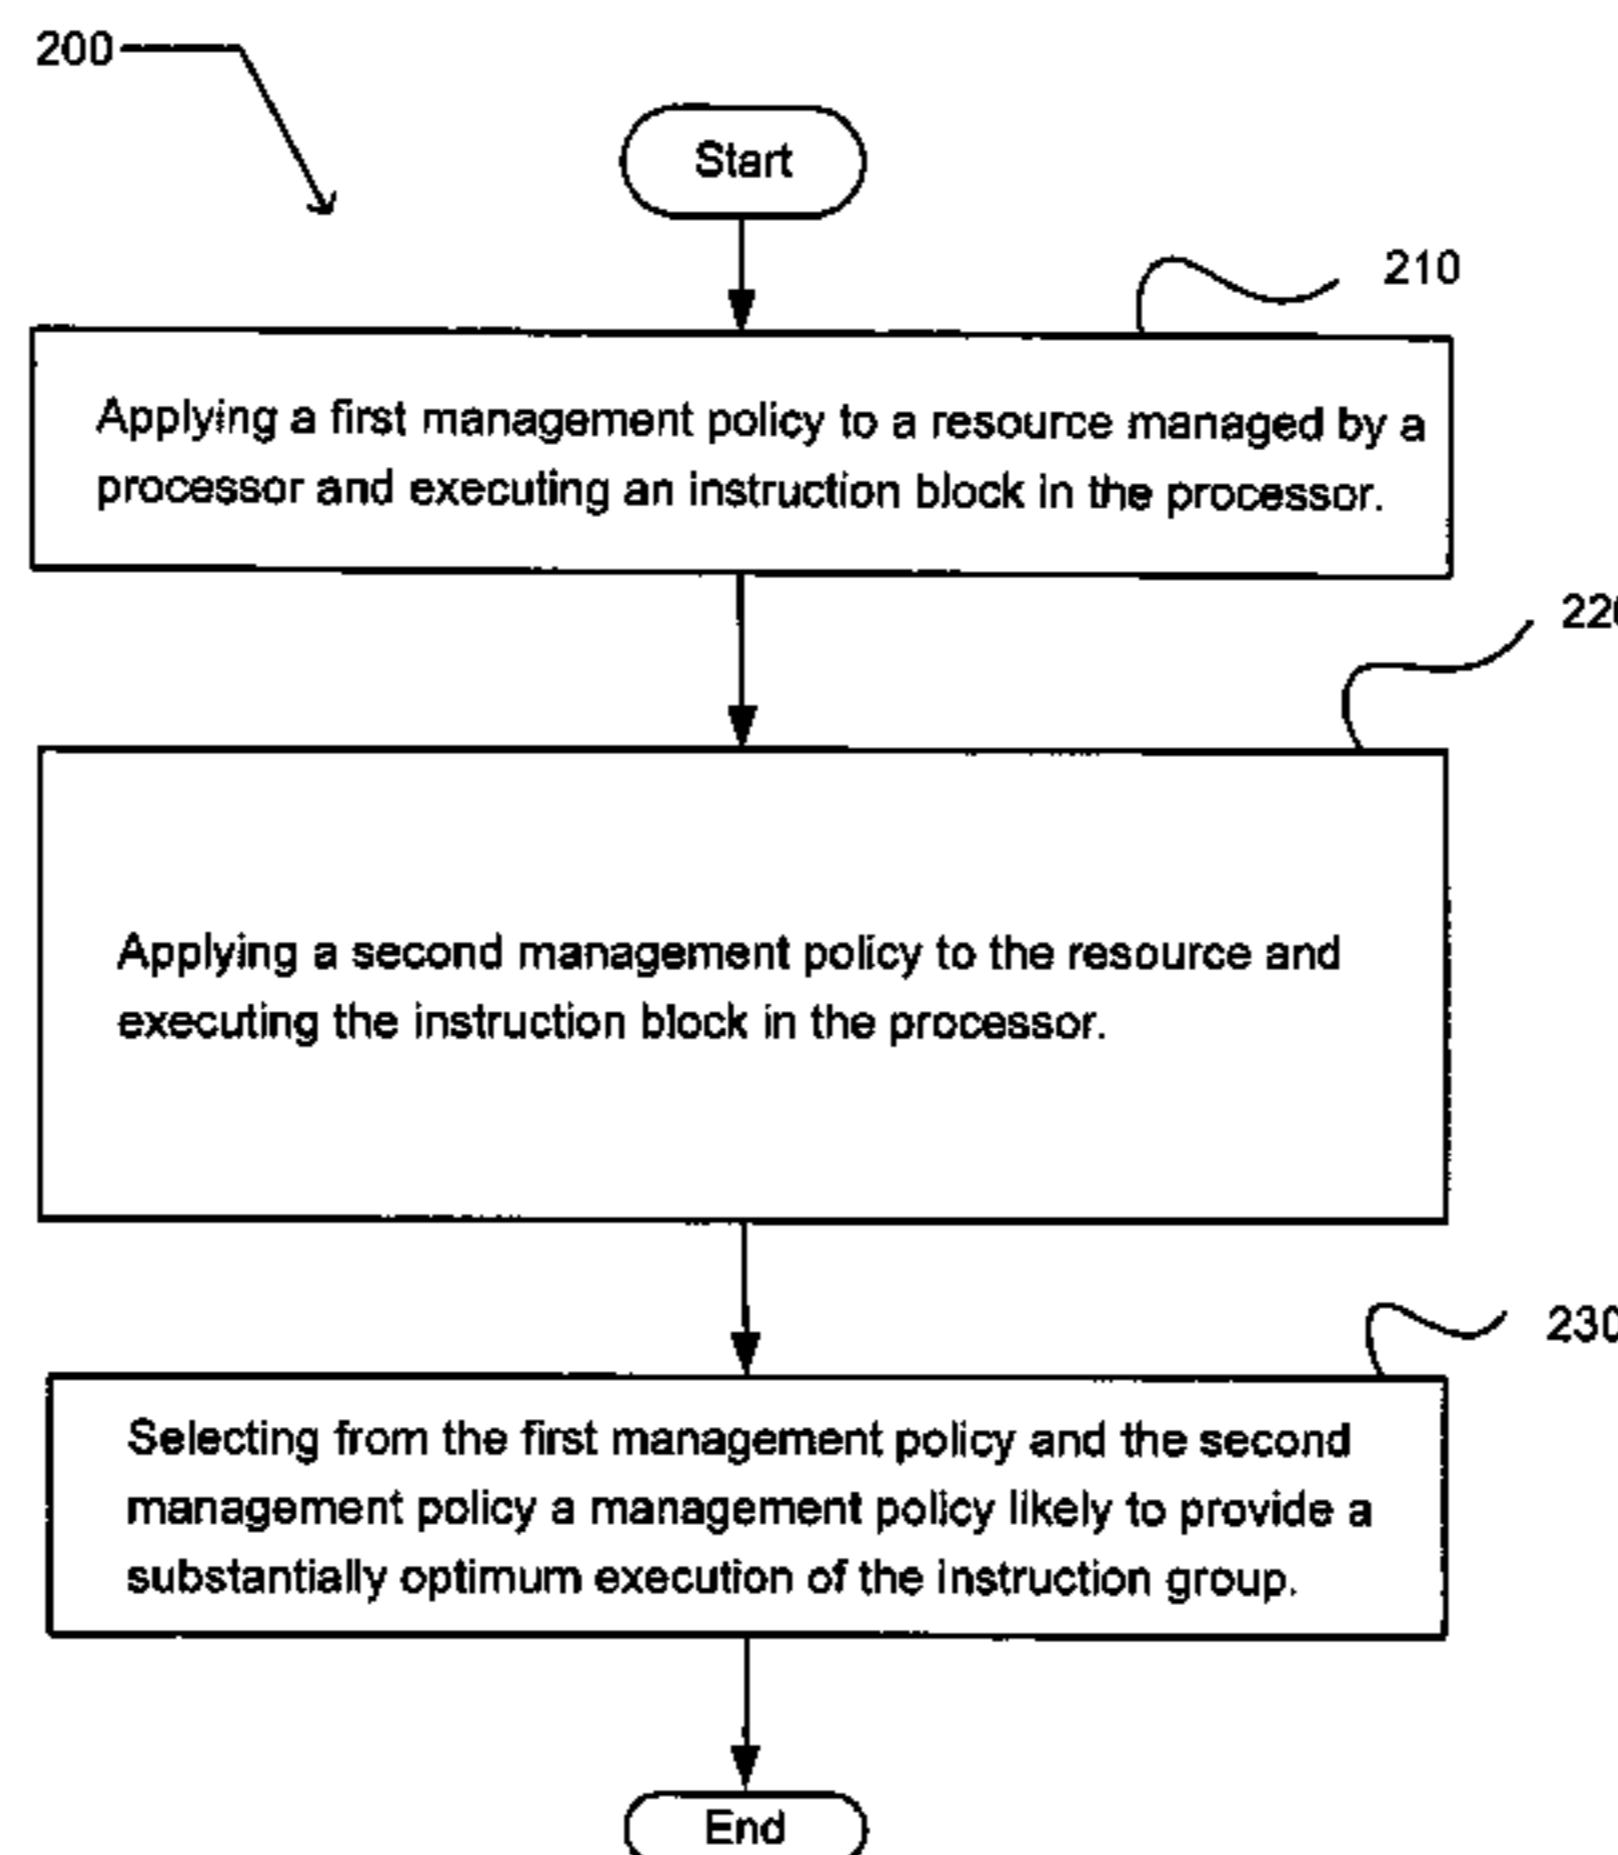 200
Start
210
Applying a first management policy to a resource managed by a
processor and executing an instruction block in the processor.
220
Applying a second management policy to the resource and
executing the instruction block in the processor.
230
Selecting from the first management policy and the second
management policy a management policy likely to provide a
substantially optimum execution of the instruction group.
End